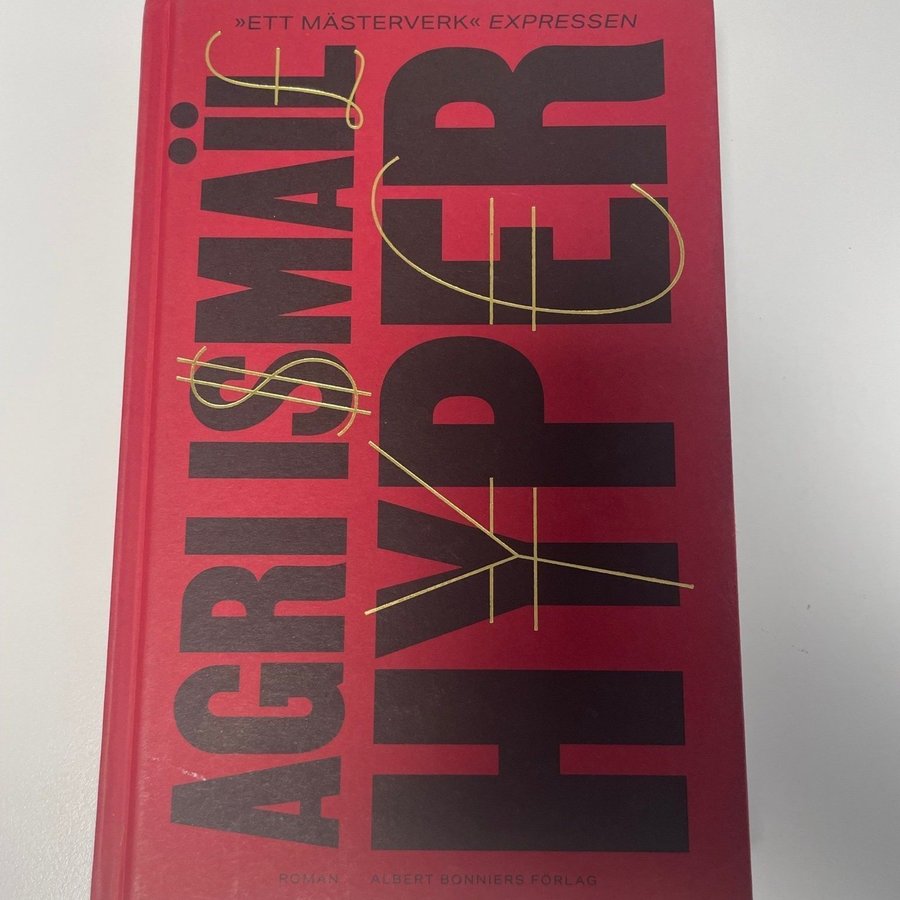 »ETT MÄSTERVERK« EXPRESSEN
AGRI ISMAÏL
HYPER
ROMAN ALBERT BONNIERS FÖRLAG